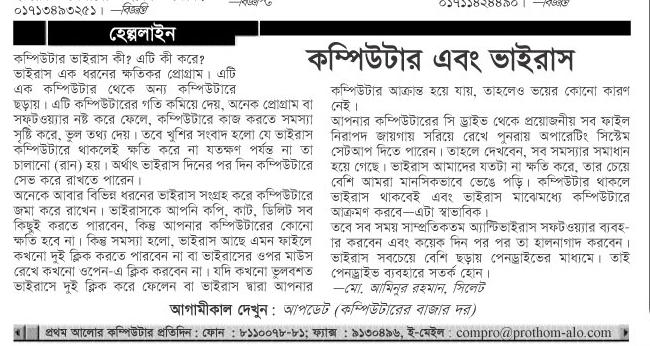 ০১৭১৩৪৯৩২৫১। —বিজ্ঞপ্তি
—বিজ্ঞপ্তি
০১৭১১৪২৪৪৯০। —বিজ্ঞপ্তি
হেল্পলাইন
কম্পিউটার এবং ভাইরাস
কম্পিউটার ভাইরাস কী? এটি কী করে?
ভাইরাস এক ধরনের ক্ষতিকর প্রোগ্রাম। এটি
এক কম্পিউটার থেকে অন্য কম্পিউটারে
ছড়ায়। এটি কম্পিউটারের গতি কমিয়ে দেয়, অনেক প্রোগ্রাম বা
সফটওয়্যার নষ্ট করে ফেলে, কম্পিউটারে কাজ করতে সমস্যা
সৃষ্টি করে, ভুল তথ্য দেয়। তবে খুশির সংবাদ হলো যে ভাইরাস
কম্পিউটারে থাকলেই ক্ষতি করে না যতক্ষণ পর্যন্ত না তা
চালানো (রান) হয়। অর্থাৎ ভাইরাস দিনের পর দিন কম্পিউটারে
সেভ করে রাখতে পারেন।
অনেকে আবার বিভিন্ন ধরনের ভাইরাস সংগ্রহ করে কম্পিউটারে
জমা করে রাখেন। ভাইরাসকে আপনি কপি, কাট, ডিলিট সব
কিছুই করতে পারবেন, কিন্তু আপনার কম্পিউটারের কোনো
ক্ষতি হবে না। কিন্তু সমস্যা হলো, ভাইরাস আছে এমন ফাইলে
কখনো দুই ক্লিক করতে পারবেন না বা ভাইরাসের ওপর মাউস
রেখে কখনো ওপেন-এ ক্লিক করবেন না। যদি কখনো ভুলবশত
ভাইরাসে দুই ক্লিক করে ফেলেন বা ভাইরাস দ্বারা আপনার
কম্পিউটার আক্রান্ত হয়ে যায়, তাহলেও ভয়ের কোনো কারণ
নেই।
আপনার কম্পিউটারের সি ড্রাইভ থেকে প্রয়োজনীয় সব ফাইল
নিরাপদ জায়গায় সরিয়ে রেখে পুনরায় অপারেটিং সিস্টেম
সেটআপ দিতে পারেন। তাহলে দেখবেন, সব সমস্যার সমাধান
হয়ে গেছে। ভাইরাস আমাদের যতটা না ক্ষতি করে, তার চেয়ে
বেশি আমরা মানসিকভাবে ভেঙে পড়ি। কম্পিউটার থাকলে
ভাইরাস থাকবেই এবং ভাইরাস মাঝেমধ্যে কম্পিউটারে
আক্রমণ করবে—এটা স্বাভাবিক।
তবে সব সময় সাম্প্রতিকতম অ্যান্টিভাইরাস সফটওয়্যার ব্যবহা-
র করবেন এবং কয়েক দিন পর পর তা হালনাগাদ করবেন।
ভাইরাস সবচেয়ে বেশি ছড়ায় পেনড্রাইভের মাধ্যমে। তাই
পেনড্রাইভ ব্যবহারে সতর্ক হোন।
—মো. আমিনুর রহমান, সিলেট
আগামীকাল দেখুন : আপডেট (কম্পিউটারের বাজার দর)
প্রথম আলোর কম্পিউটার প্রতিদিন : ফোন : ৮১১০০৭৮-৮১; ফ্যাক্স : ৯১৩০৪৯৬, ই-মেইল : compro@prothom-alo.com